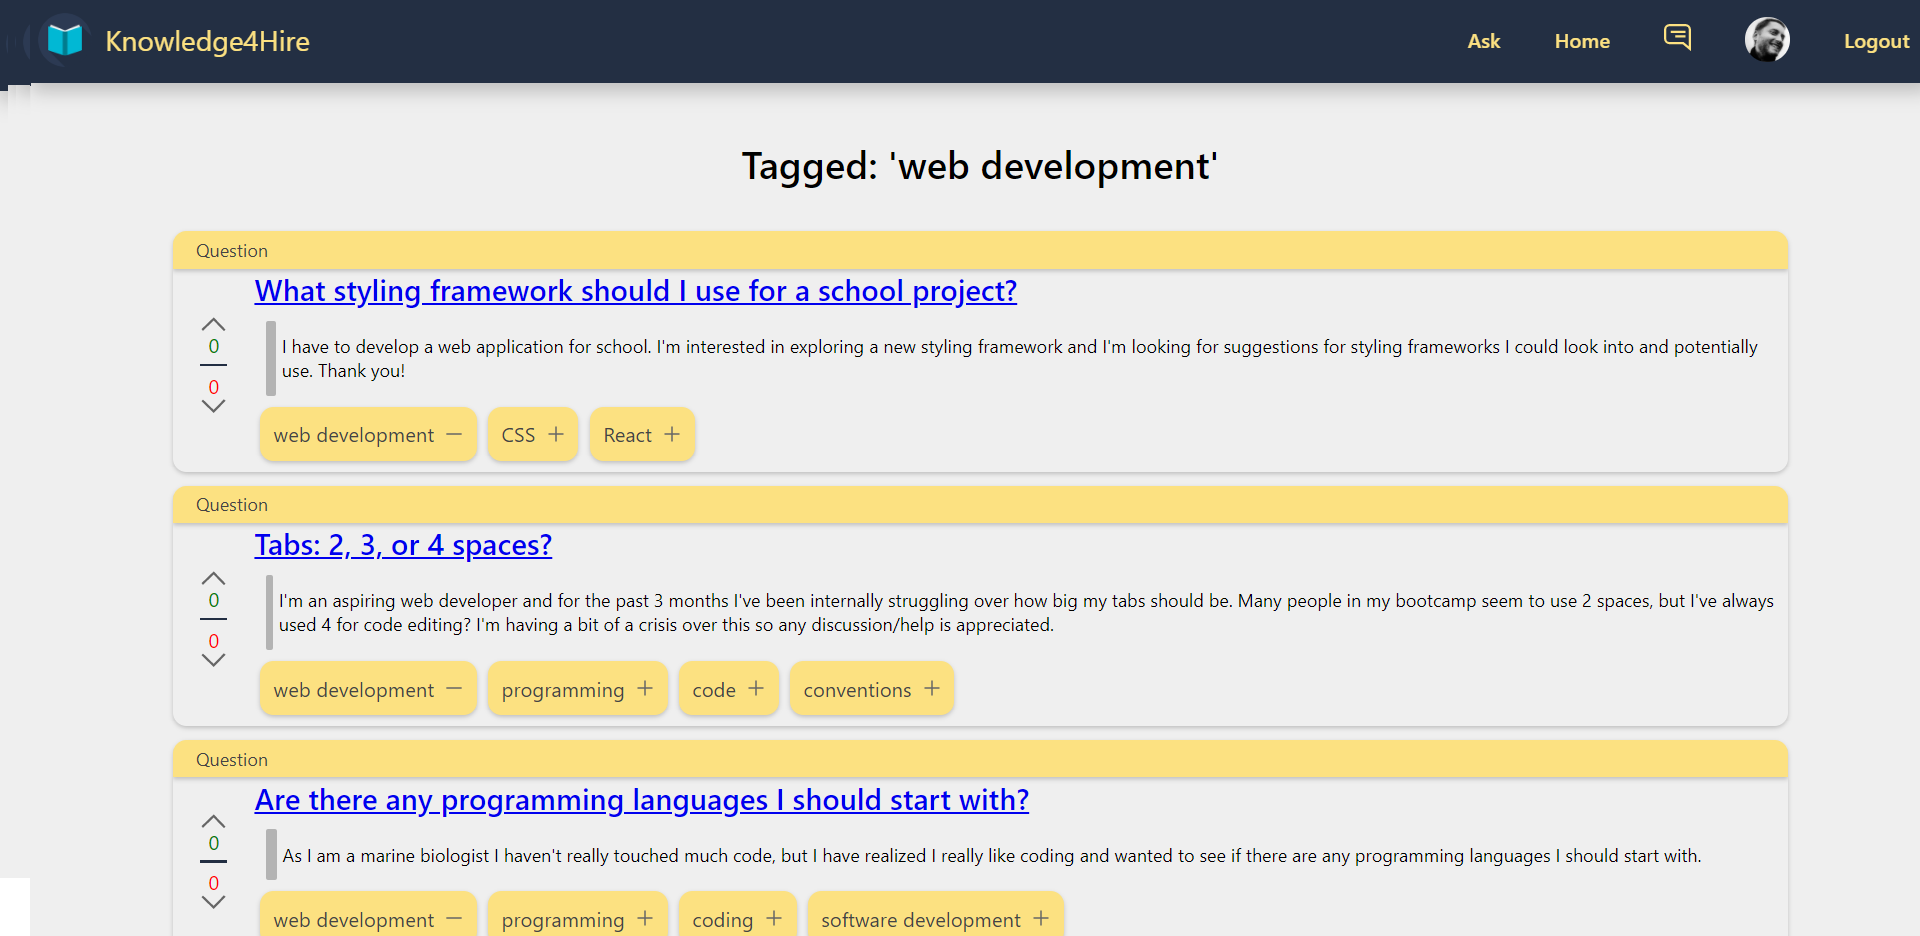 Knowledge4Hire
Ask Home Logout
Tagged: 'web development'
Question
What styling framework should I use for a school project?
0
I have to develop a web application for school. I'm interested in exploring a new styling framework and I'm looking for suggestions for styling frameworks I could look into and potentially
use. Thank you!
0
web development − CSS + React +
Question
Tabs: 2, 3, or 4 spaces?
0
I'm an aspiring web developer and for the past 3 months I've been internally struggling over how big my tabs should be. Many people in my bootcamp seem to use 2 spaces, but I've always
used 4 for code editing? I'm having a bit of a crisis over this so any discussion/help is appreciated.
0
web development − programming + code + conventions +
Question
Are there any programming languages I should start with?
0
As I am a marine biologist I haven't really touched much code, but I have realized I really like coding and wanted to see if there are any programming languages I should start with.
0
web development − programming + coding + software development +